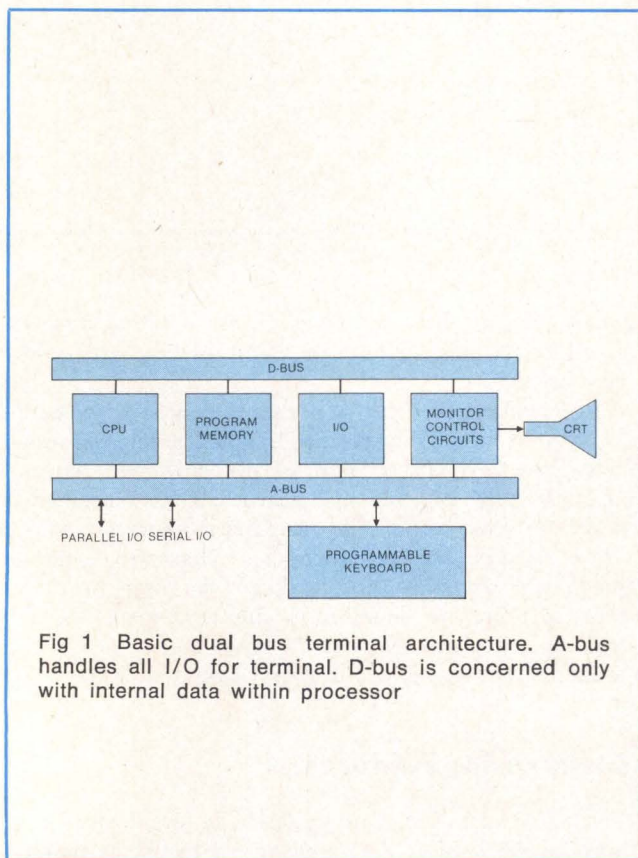 D-BUS
CPU
PROGRAM
MEMORY
I/O
MONITOR
CONTROL
CIRCUITS
CRT
A-BUS
PARALLEL I/O SERIAL I/O
PROGRAMMABLE
KEYBOARD
Fig 1 Basic dual bus terminal architecture. A-bus
handles all I/O for terminal. D-bus is concerned only
with internal data within processor